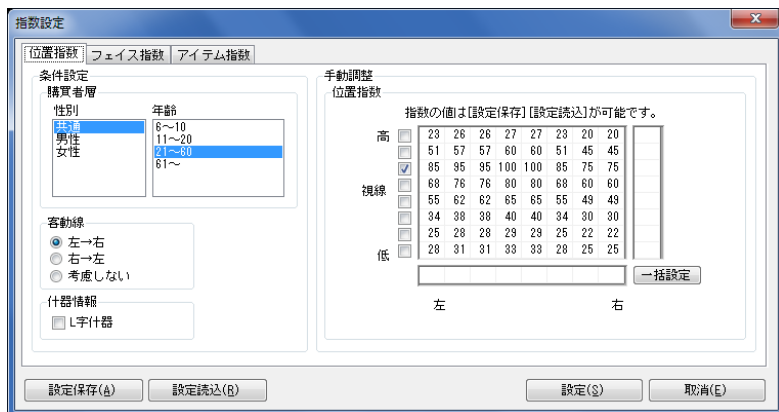 指数設定
位置指数 フェイス指数 アイテム指数
条件設定
購買者層
性別 年齢
共通
男性
女性
6～10
11～20
21～60
61～
客動線
左→右
右→左
考慮しない
什器情報
L字什器
手動調整
位置指数
指数の値は[設定保存][設定読込]が可能です。
高 23 26 26 27 27 23 20 20
51 57 57 60 60 51 45 45
85 95 95 100 100 85 75 75
視線 68 76 76 80 80 68 60 60
55 62 62 65 65 55 49 49
34 38 38 40 40 34 30 30
25 28 28 29 29 25 22 22
低 28 31 31 33 33 28 25 25
一括設定
左 右
設定保存(A) 設定読込(R) 設定(S) 取消(E)